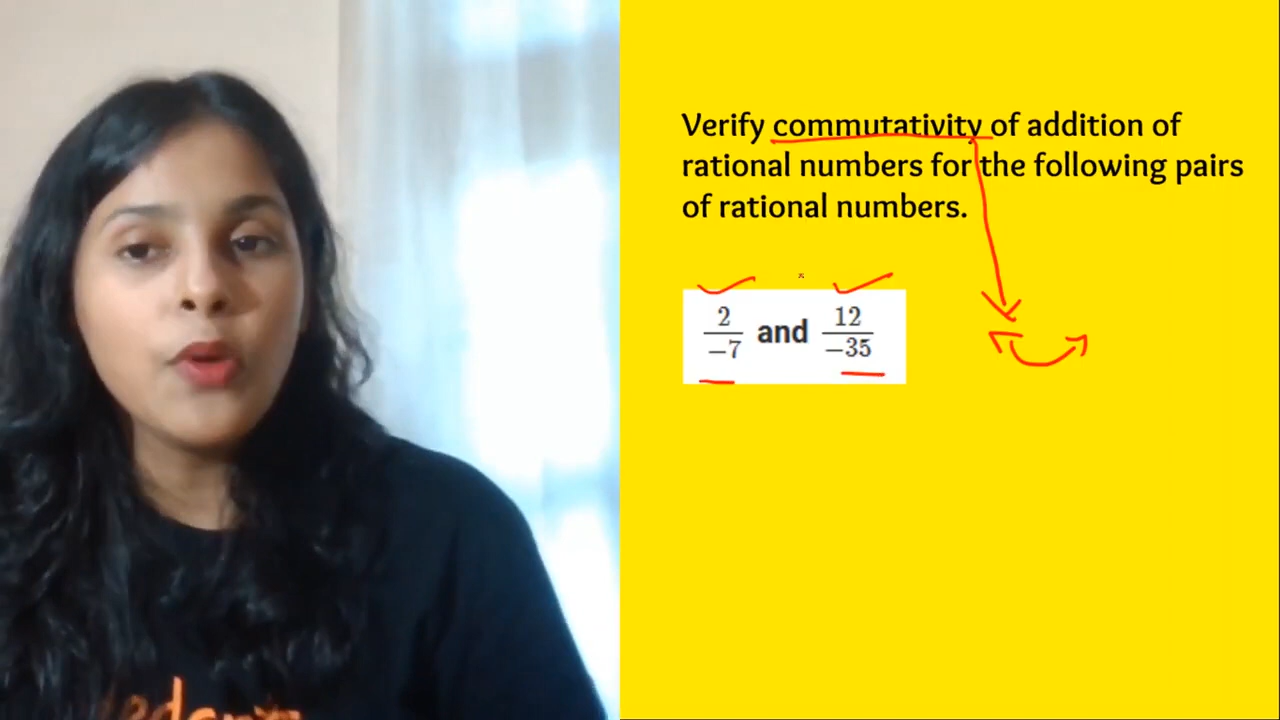 Verify commutativity of addition of
rational numbers for the following pairs
of rational numbers.
2/−7 and 12/−35